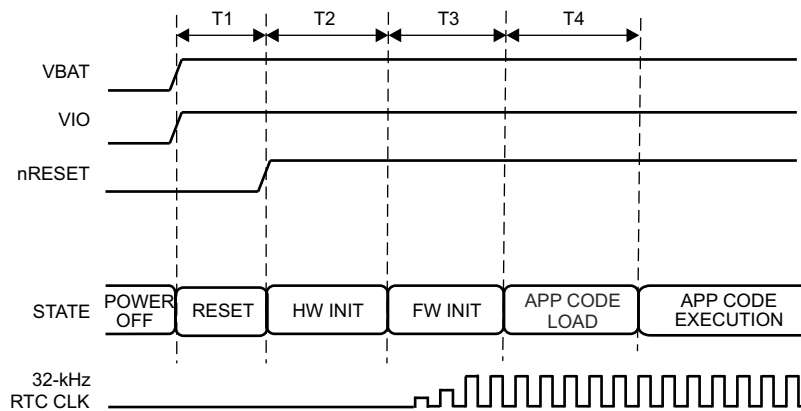 T1 T2 T3 T4
VBAT
VIO
nRESET
STATE
POWER
OFF
RESET
HW INIT
FW INIT
APP CODE
LOAD
APP CODE
EXECUTION
32-kHz
RTC CLK